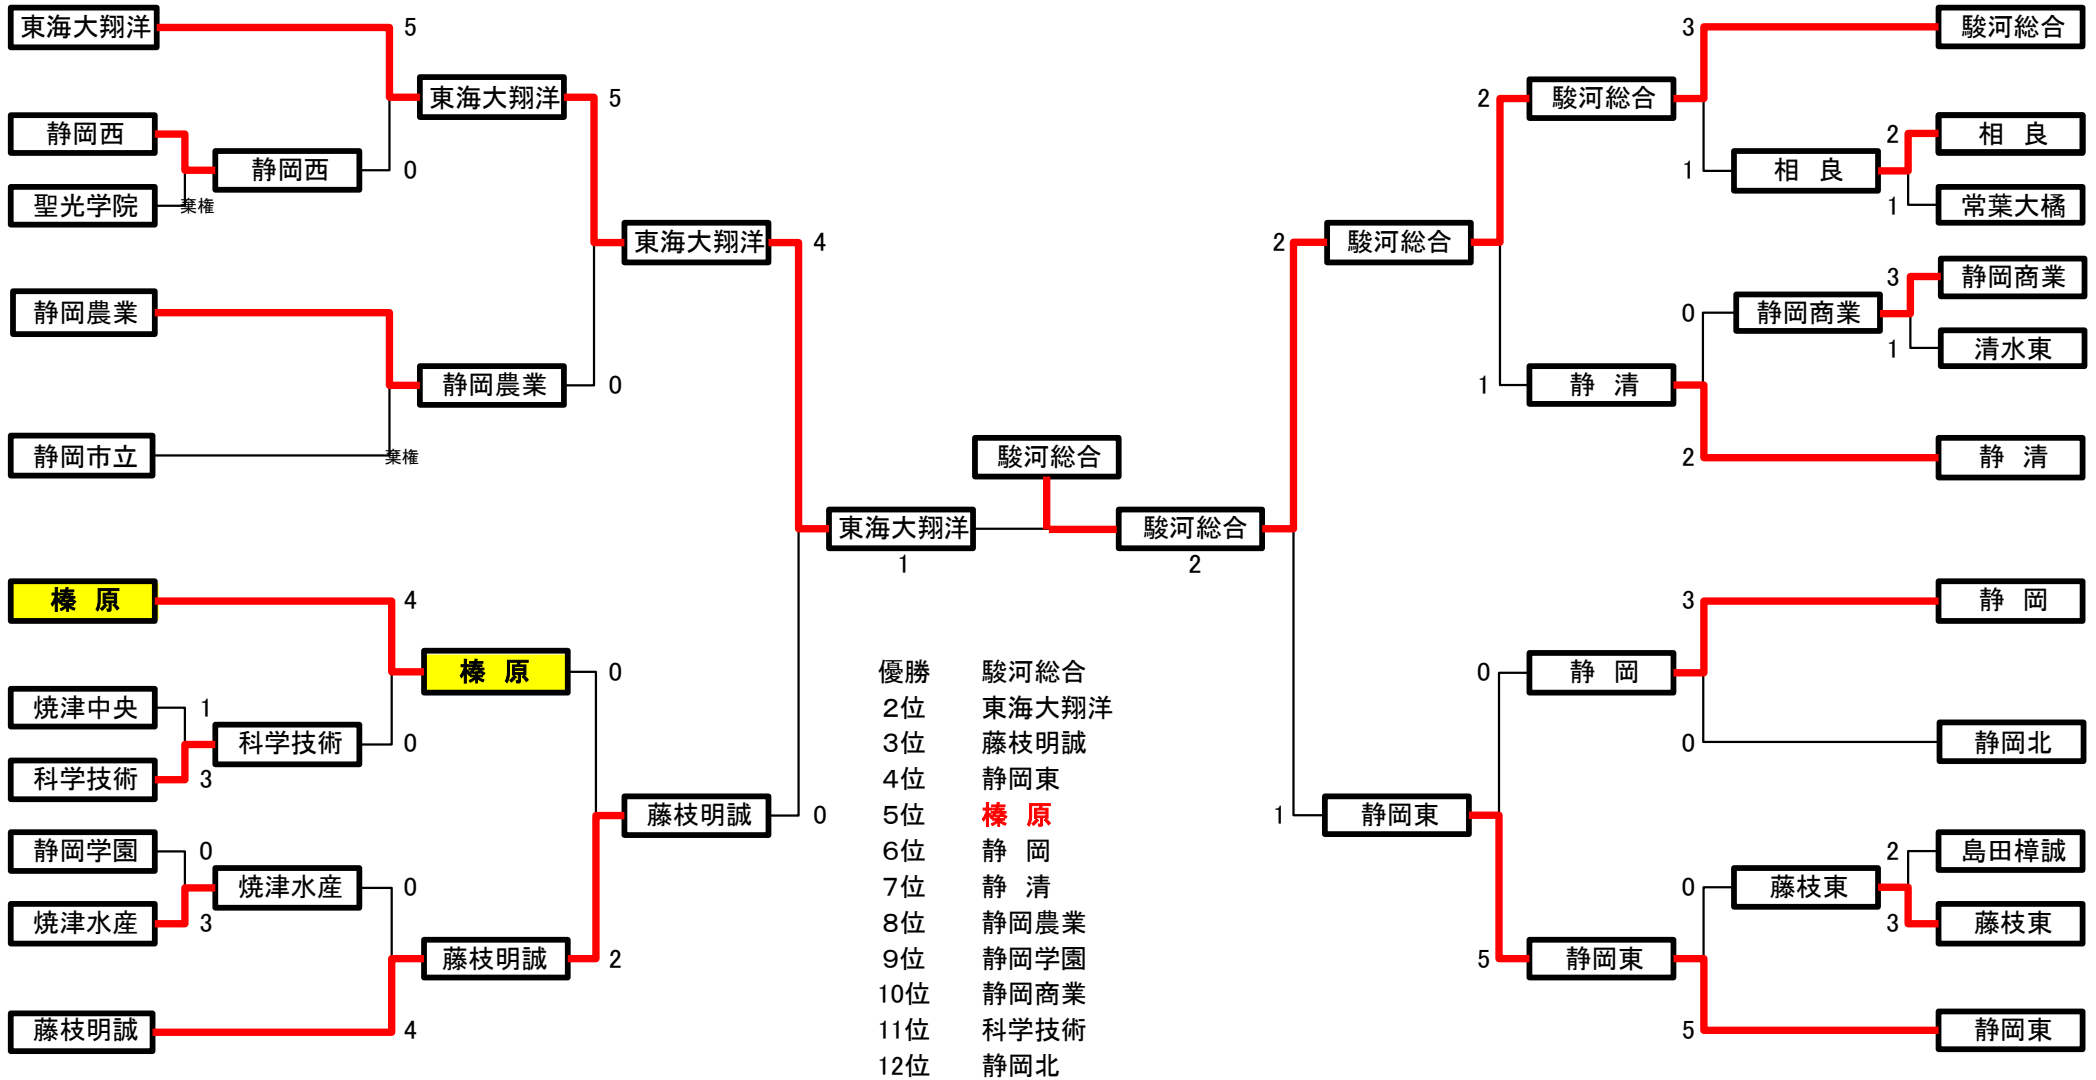 東海大翔洋 5 3 駿河総合
東海大翔洋 5 2 駿河総合
静岡西 2 相 良
静岡西 0 1 相 良
聖光学院 棄権 1 常葉大橘
東海大翔洋 4 2 駿河総合
3 静岡商業
静岡農業 0 静岡商業
1 清水東
静岡農業 0 1 静 清
静岡市立 棄権 駿河総合 2 静 清
東海大翔洋 駿河総合
1 2
榛 原 4 3 静 岡
榛 原 0 0 静 岡
焼津中央 1
科学技術 0 0 静岡北
科学技術 3
藤枝明誠 0 1 静岡東
静岡学園 0 2 島田樟誠
焼津水産 0 0 藤枝東
焼津水産 3 3 藤枝東
藤枝明誠 2 5 静岡東
藤枝明誠 4 5 静岡東
優勝 駿河総合
2位 東海大翔洋
3位 藤枝明誠
4位 静岡東
5位 榛 原
6位 静 岡
7位 静 清
8位 静岡農業
9位 静岡学園
10位 静岡商業
11位 科学技術
12位 静岡北